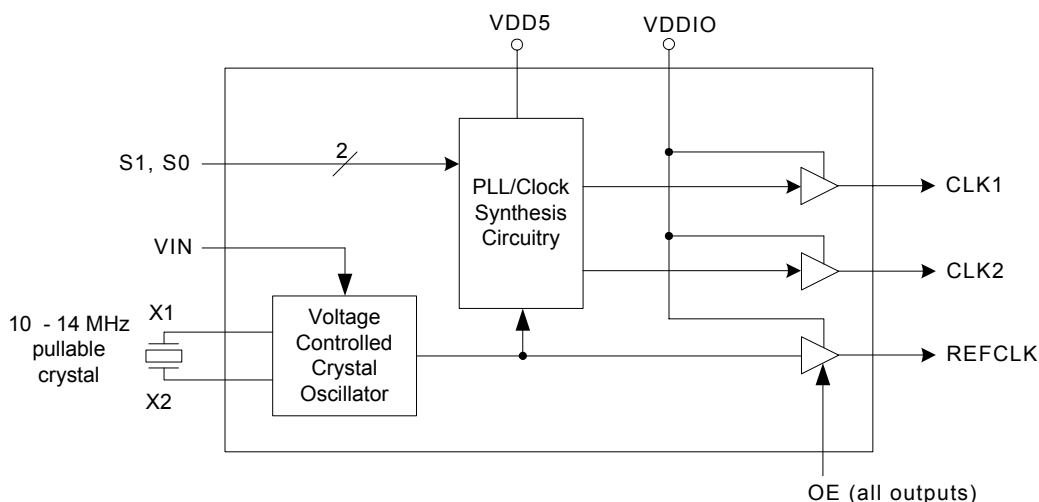 VDD5
VDDIO
S1, S0
2
PLL/Clock
Synthesis
Circuitry
CLK1
VIN
CLK2
10 - 14 MHz
pullable
crystal
X1
X2
Voltage
Controlled
Crystal
Oscillator
REFCLK
OE (all outputs)